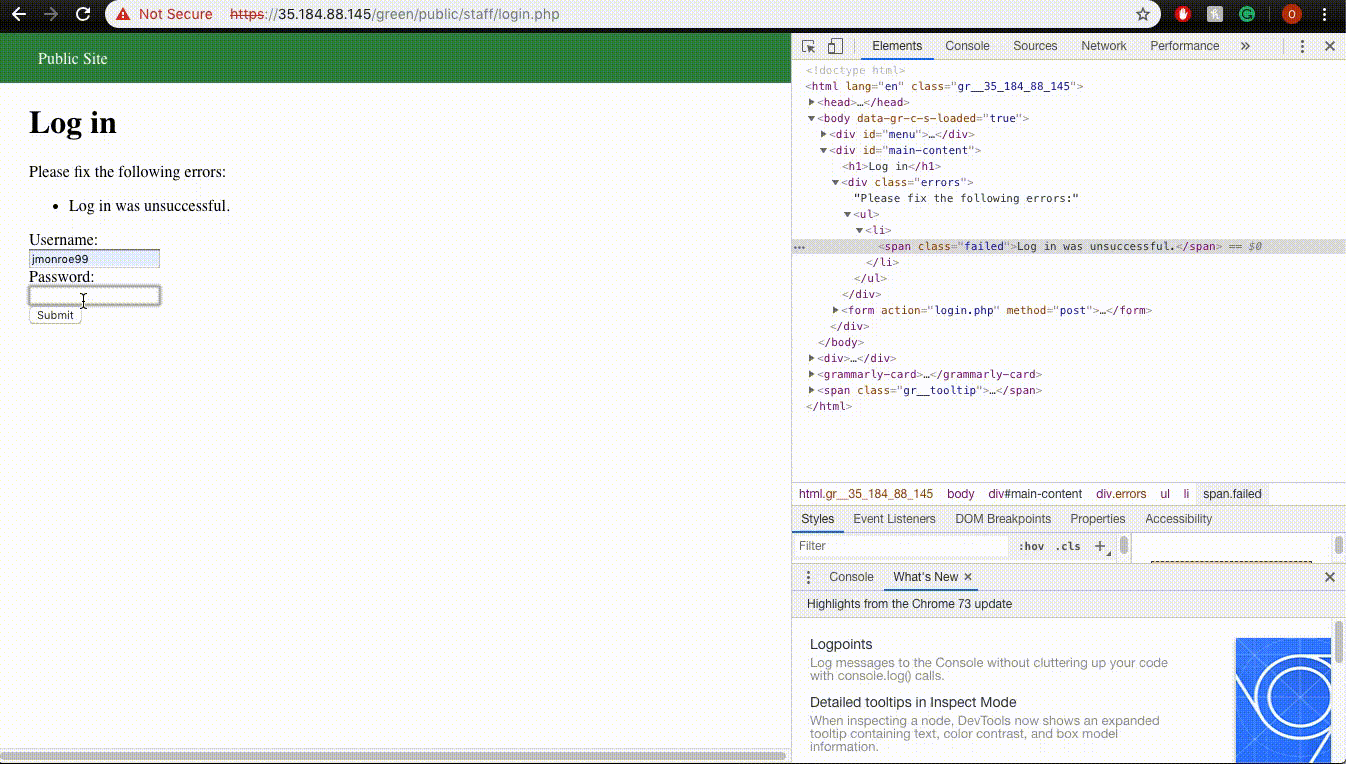 Not Secure https://35.184.88.145/green/public/staff/login.php O
Public Site
Log in
Please fix the following errors:
• Log in was unsuccessful.
Username:
jmonroe99
Password:
Submit
Elements Console Sources Network Performance »
<!doctype html>
<html lang="en" class="gr__35_184_88_145">
<head>…</head>
<body data-gr-c-s-loaded="true">
<div id="menu">…</div>
<div id="main-content">
<h1>Log in</h1>
<div class="errors">
"Please fix the following errors:"
<ul>
<li>
<span class="failed">Log in was unsuccessful.</span> == $0
</li>
</ul>
</div>
<form action="login.php" method="post">…</form>
</div>
</body>
<div>…</div>
<grammarly-card>…</grammarly-card>
<span class="gr__tooltip">…</span>
</html>
html.gr__35_184_88_145 body div#main-content div.errors ul li span.failed
Styles Event Listeners DOM Breakpoints Properties Accessibility
Filter :hov .cls +
Console What's New ×
Highlights from the Chrome 73 update
Logpoints
Log messages to the Console without cluttering up your code
with console.log() calls.
Detailed tooltips in Inspect Mode
When inspecting a node, DevTools now shows an expanded
tooltip containing text, color contrast, and box model
information.